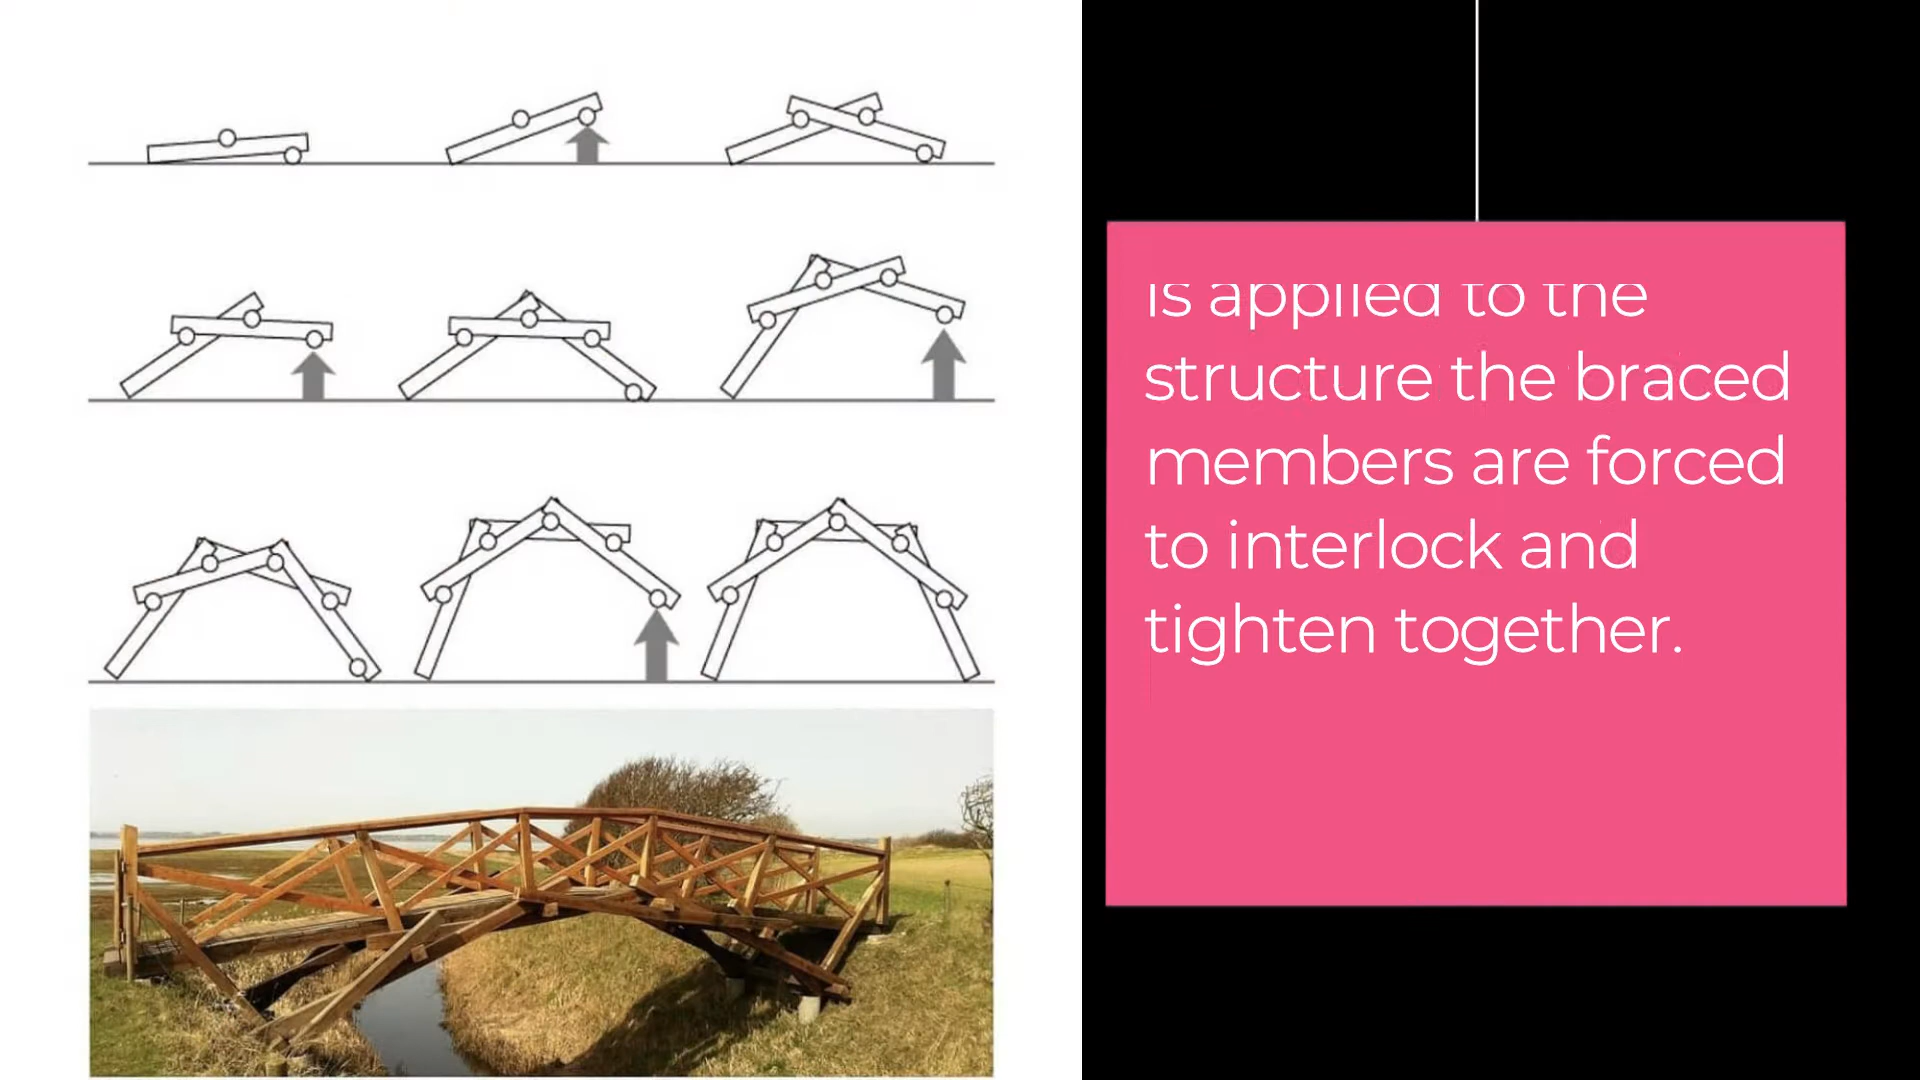 is applied to the
structure the braced
members are forced
to interlock and
tighten together.